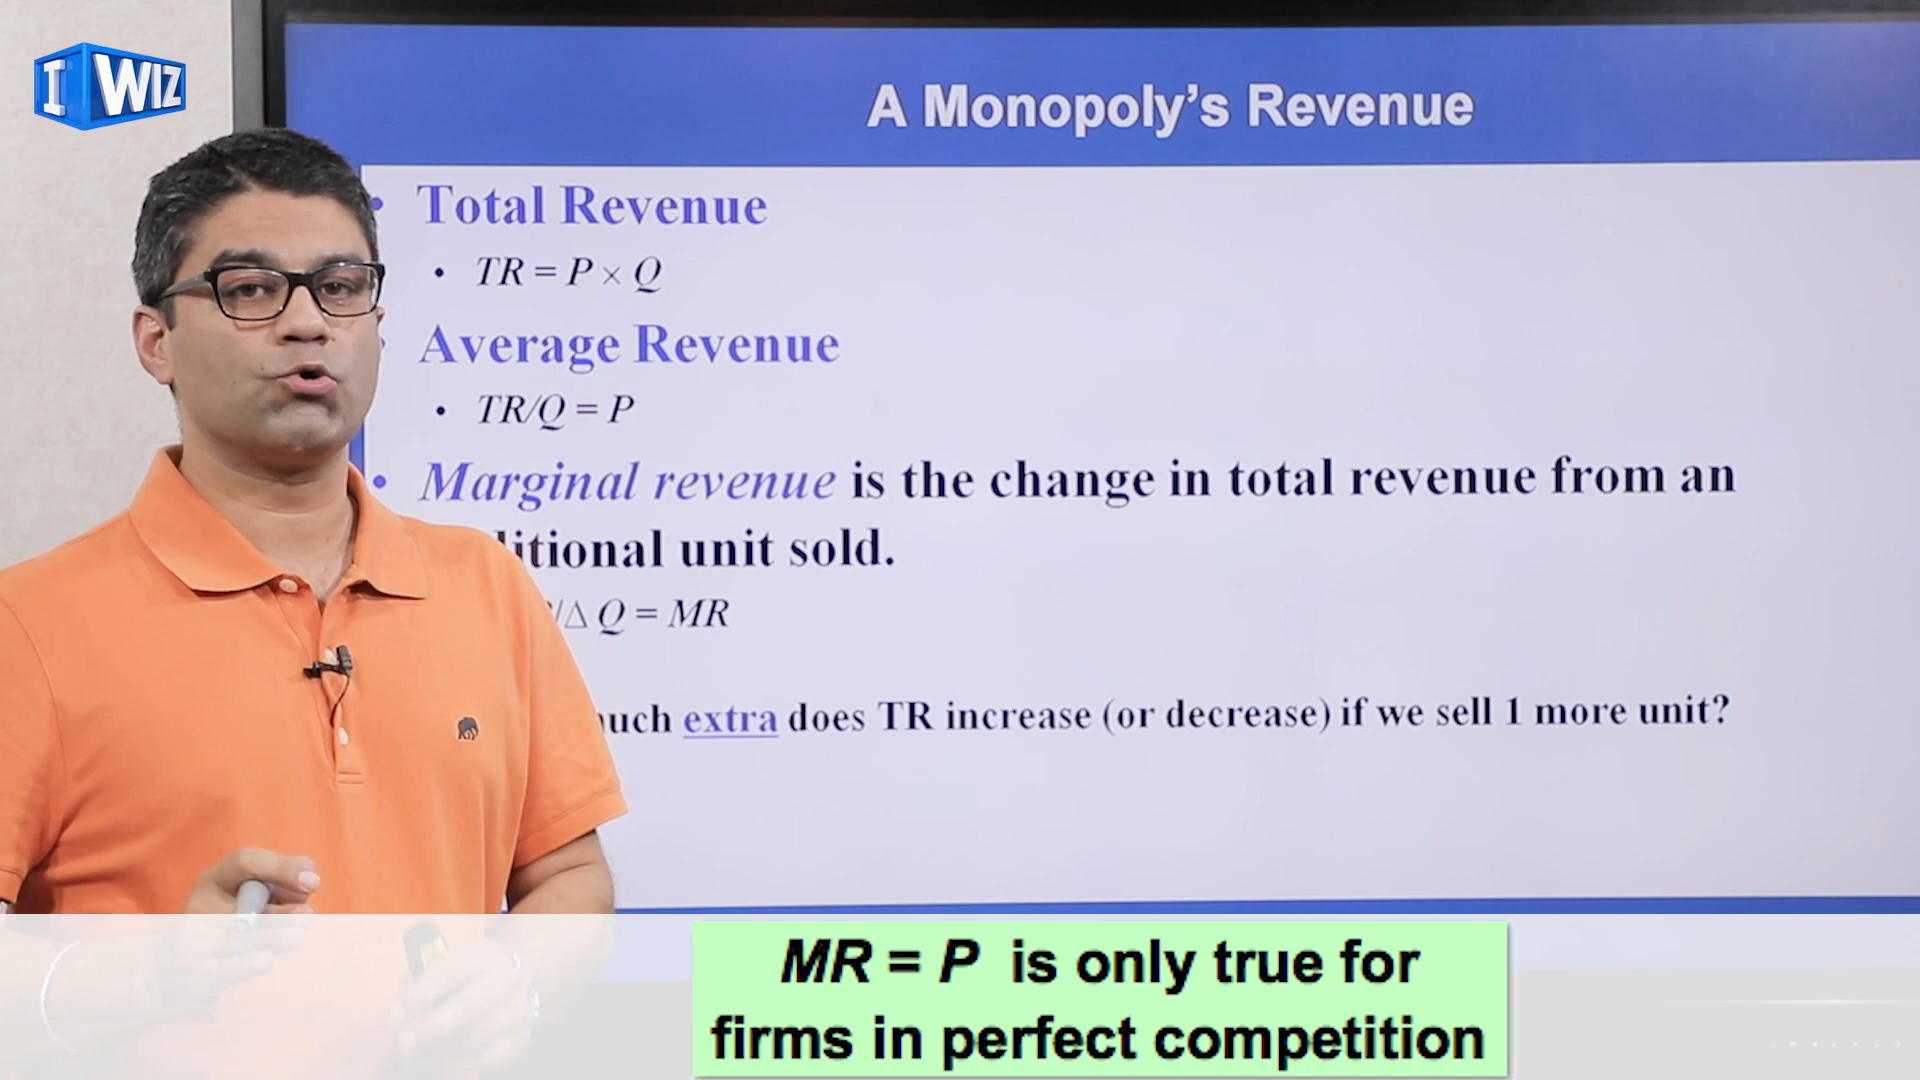 I WIZ
A Monopoly's Revenue
• Total Revenue
• TR = P × Q
Average Revenue
• TR/Q = P
• Marginal revenue is the change in total revenue from an
unit sold.
/Δ Q = MR
extra does TR increase (or decrease) if we sell 1 more unit?
MR = P is only true for
firms in perfect competition